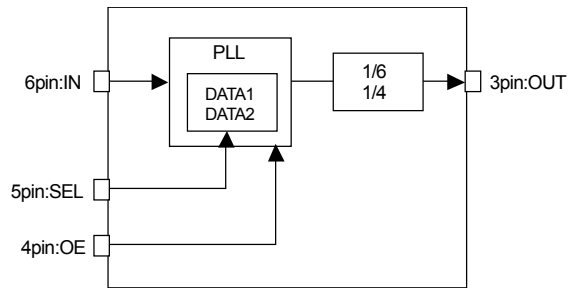 PLL
1/6
6pin:IN
3pin:OUT
1/4
DATA1
DATA2
5pin:SEL
4pin:OE